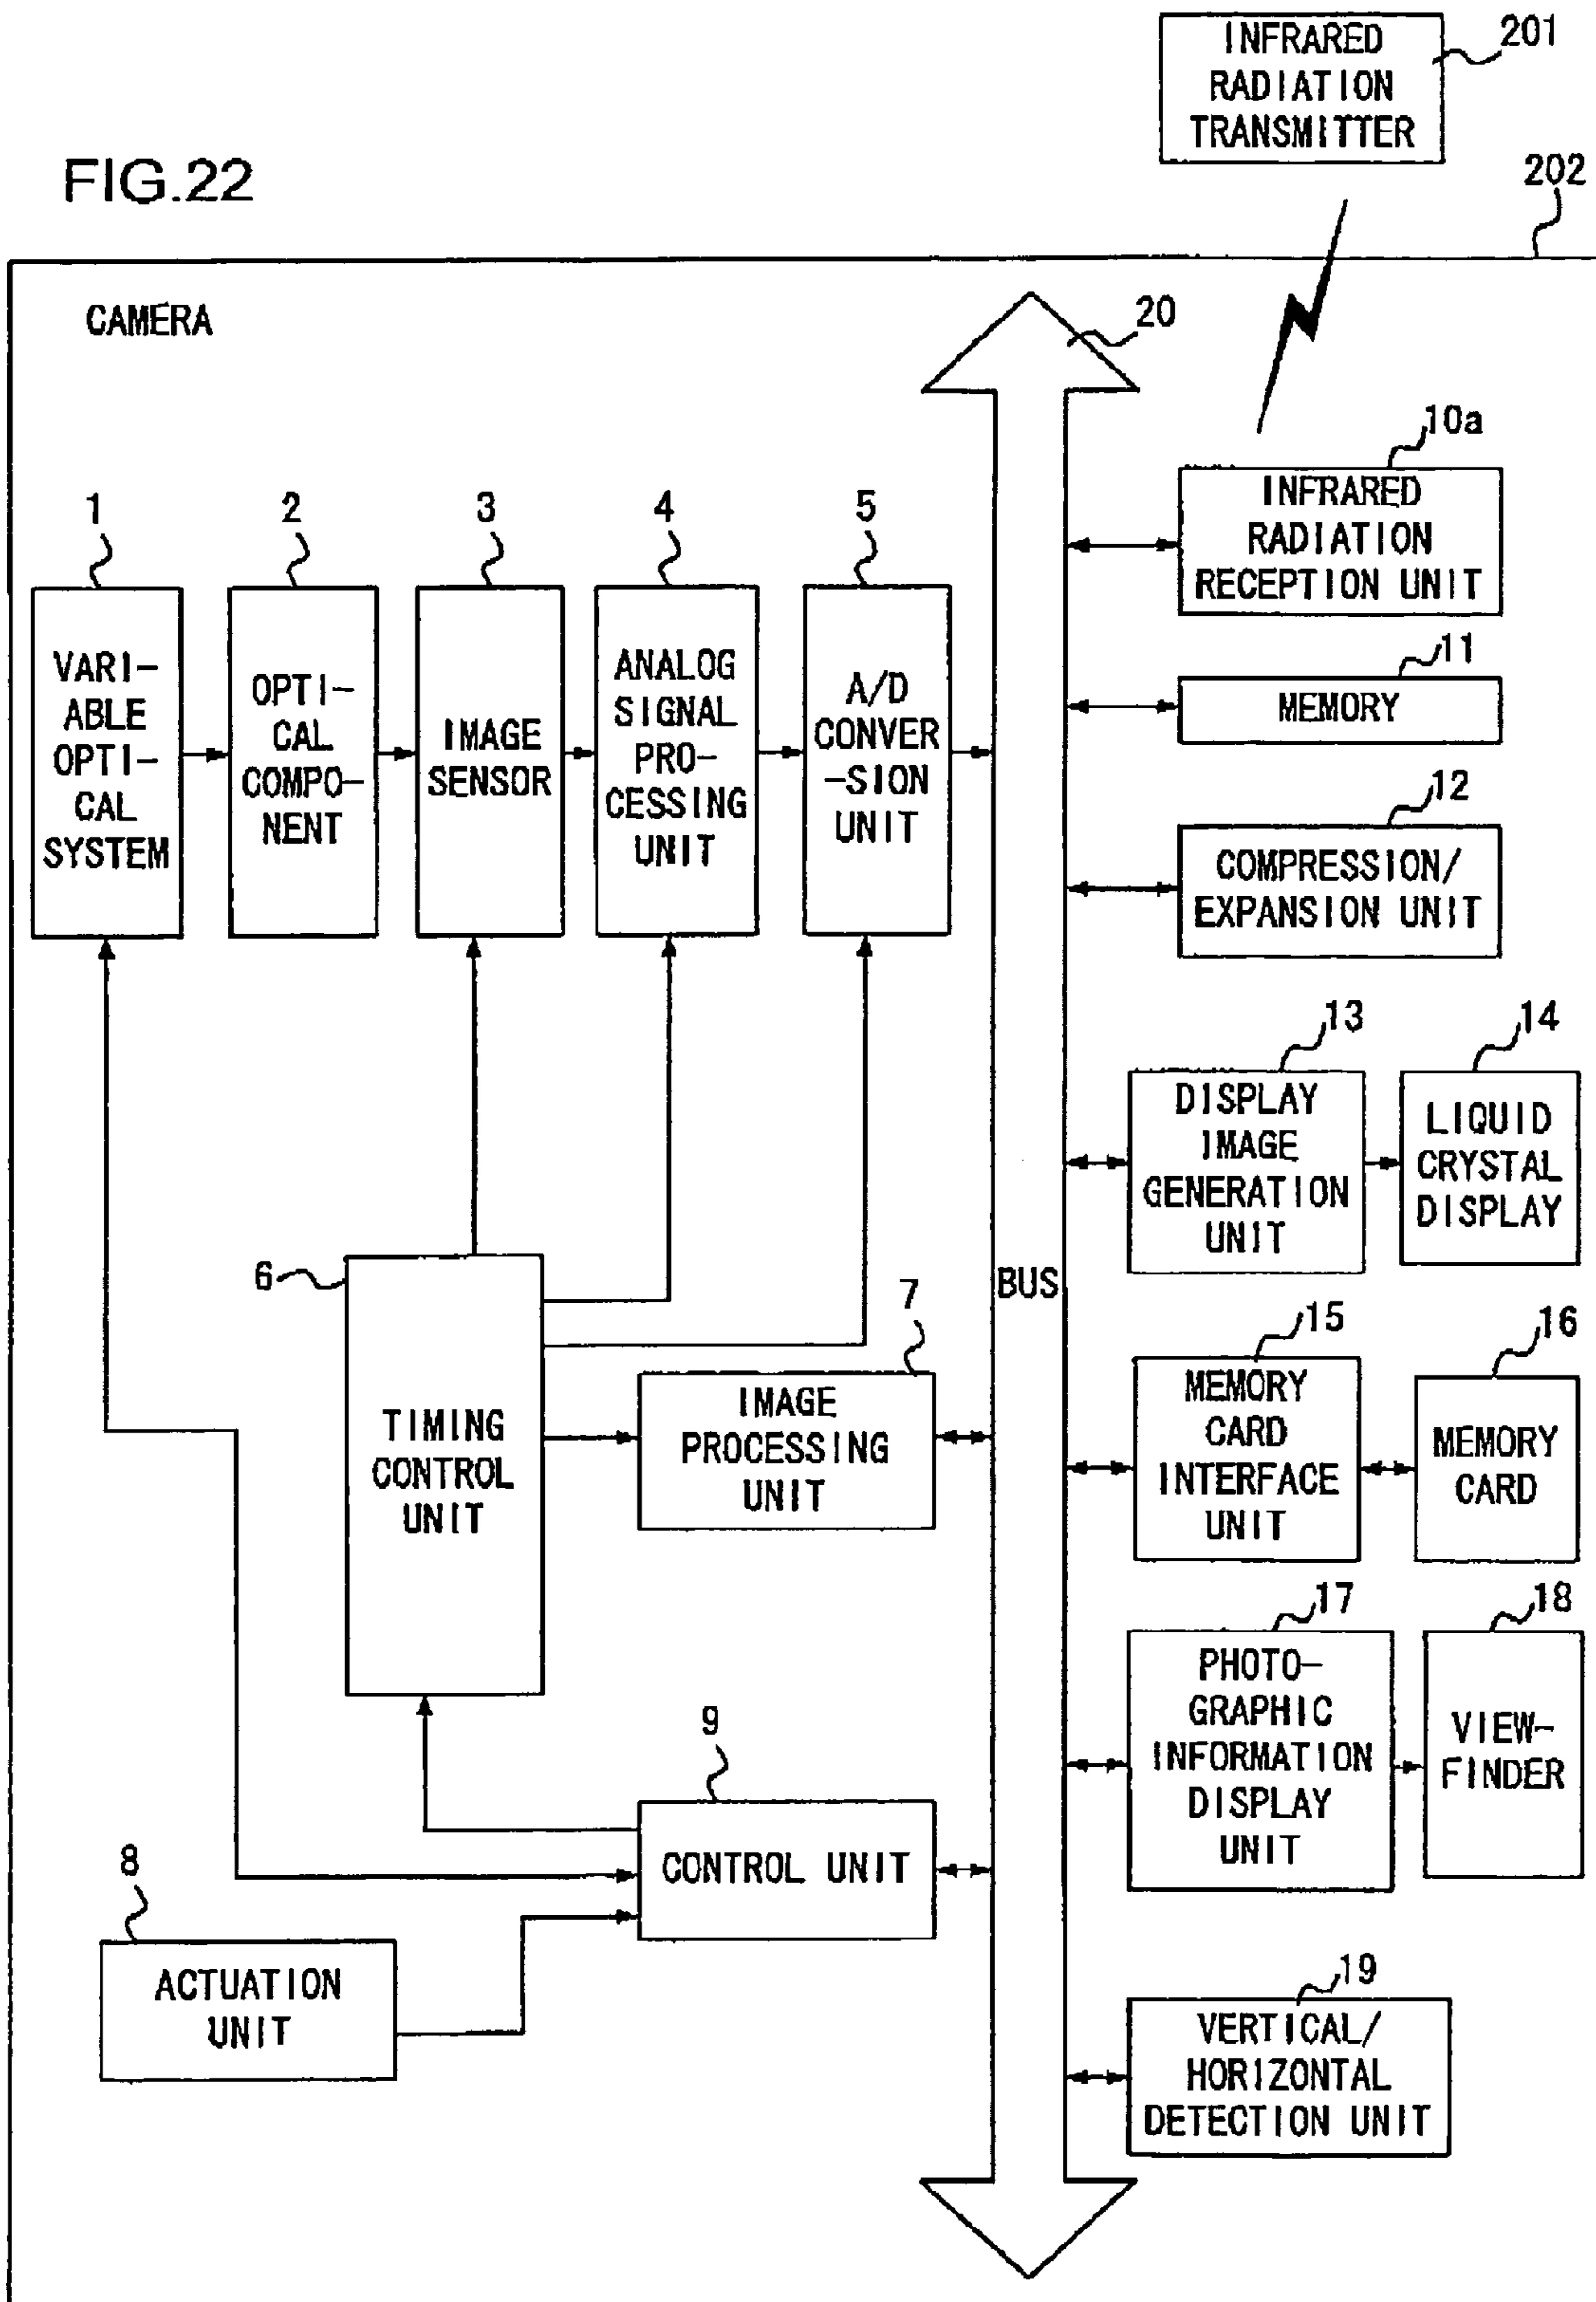 INFRARED
RADIATION
TRANSMITTER
201
FIG.22
202
CAMERA
20
10a
INFRARED
RADIATION
RECEPTION UNIT
1
VARI-
ABLE
OPTI-
CAL
SYSTEM
2
OPTI-
CAL
COMPO-
NENT
3
IMAGE
SENSOR
4
ANALOG
SIGNAL
PRO-
CESSING
UNIT
5
A/D
CONVER
-SION
UNIT
11
MEMORY
12
COMPRESSION/
EXPANSION UNIT
13
DISPLAY
IMAGE
GENERATION
UNIT
14
LIQUID
CRYSTAL
DISPLAY
6
TIMING
CONTROL
UNIT
BUS
7
IMAGE
PROCESSING
UNIT
15
MEMORY
CARD
INTERFACE
UNIT
16
MEMORY
CARD
17
PHOTO-
GRAPHIC
INFORMATION
DISPLAY
UNIT
18
VIEW-
FINDER
9
CONTROL UNIT
8
ACTUATION
UNIT
19
VERTICAL/
HORIZONTAL
DETECTION UNIT